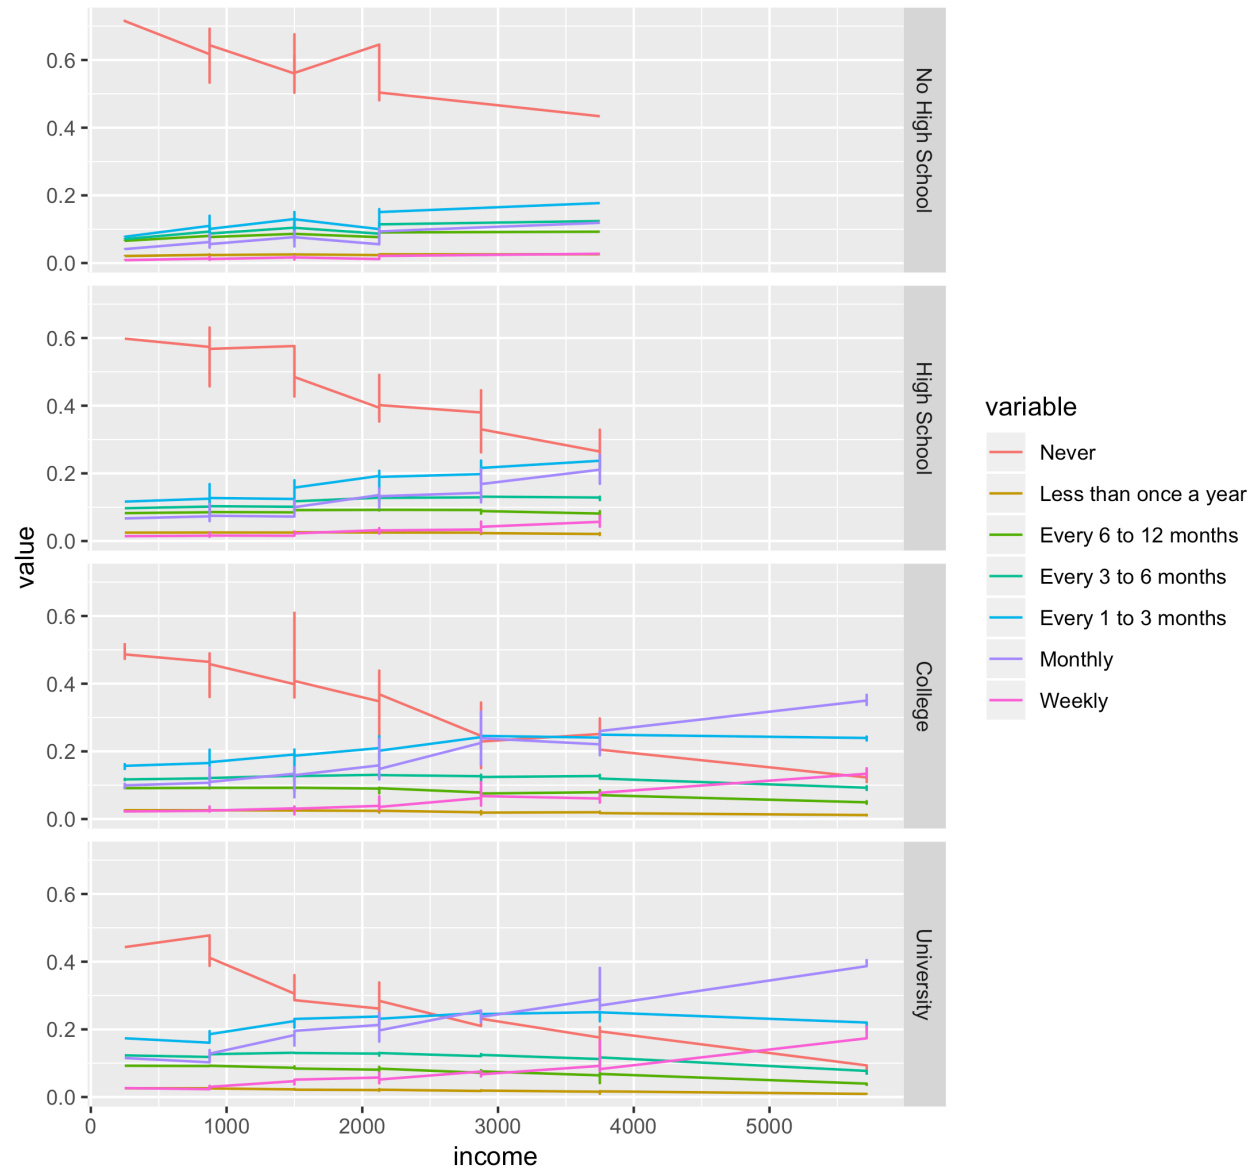 value
0.6
0.4
0.2
0.0
No High School
0.6
0.4
0.2
0.0
High School
0.6
0.4
0.2
0.0
College
0.6
0.4
0.2
0.0
University
0 1000 2000 3000 4000 5000
income
variable
Never
Less than once a year
Every 6 to 12 months
Every 3 to 6 months
Every 1 to 3 months
Monthly
Weekly